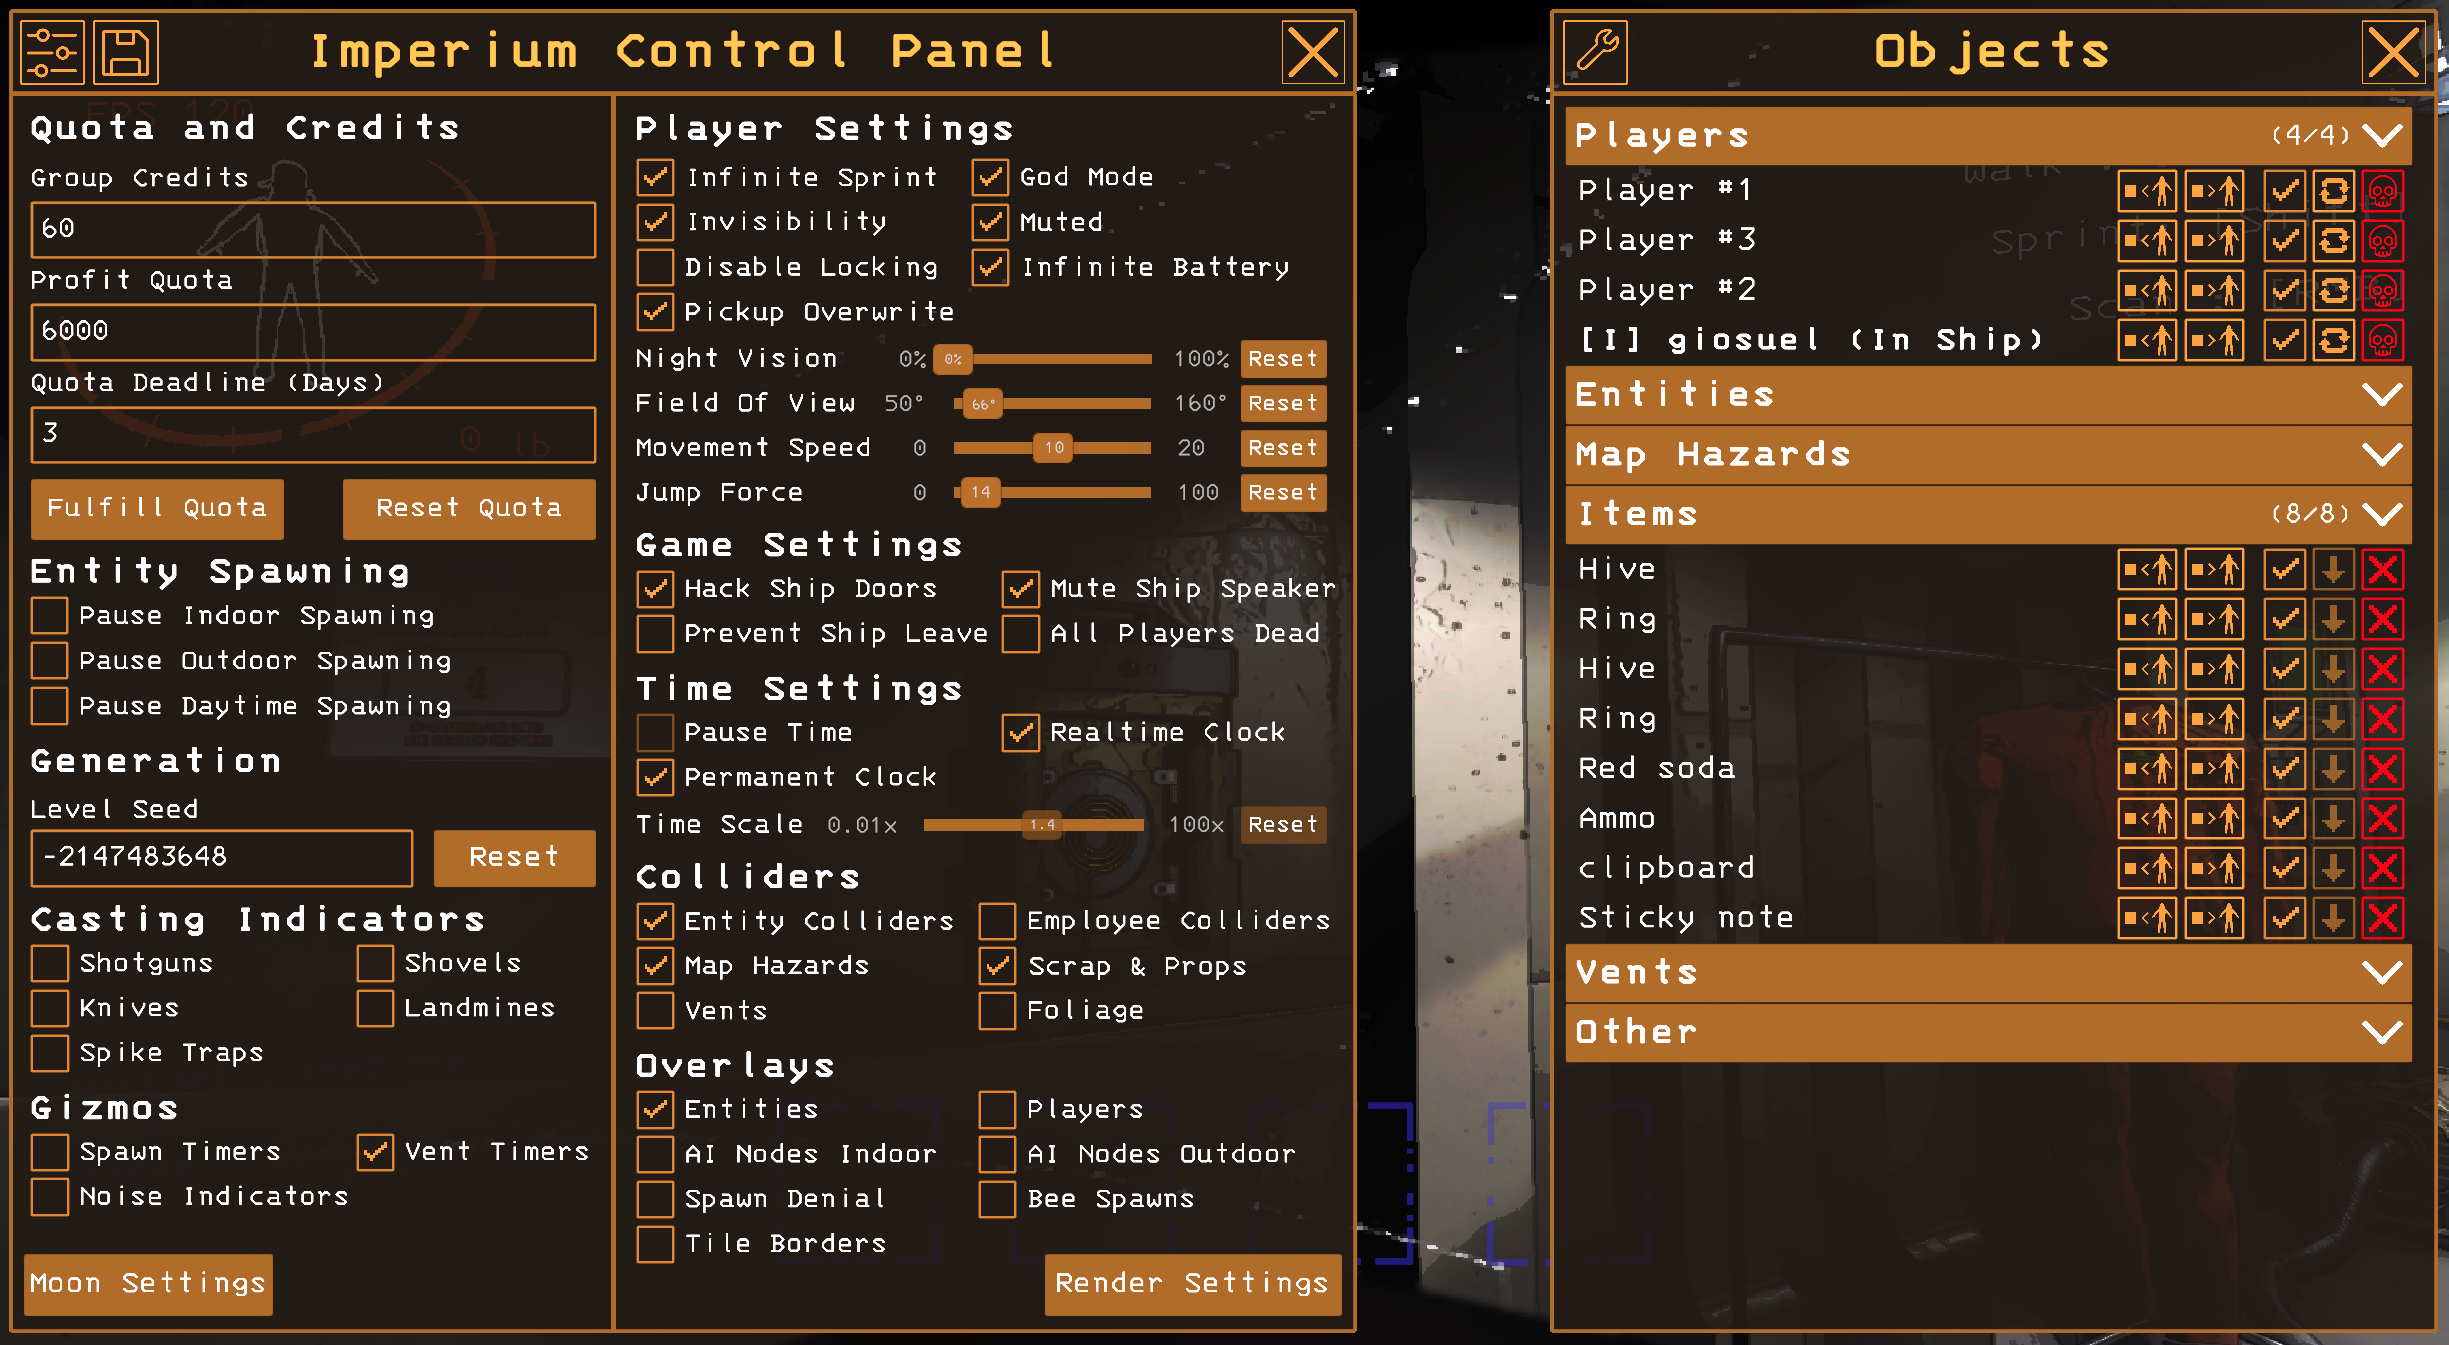 Imperium Control Panel
FPS 120
Quota and Credits
Group Credits
60
Profit Quota
6000
Quota Deadline (Days)
3
0 lb
Fulfill Quota
Reset Quota
Entity Spawning
Pause Indoor Spawning
Pause Outdoor Spawning
Pause Daytime Spawning
4
Generation
Level Seed
-2147483648
Reset
Casting Indicators
Shotguns
Shovels
Knives
Landmines
Spike Traps
Gizmos
Spawn Timers
Vent Timers
Noise Indicators
Moon Settings
Player Settings
Infinite Sprint
God Mode
Invisibility
Muted
Disable Locking
Infinite Battery
Pickup Overwrite
Night Vision 0% 0% 100% Reset
Field Of View 50° 66° 160° Reset
Movement Speed 0 10 20 Reset
Jump Force 0 14 100 Reset
Game Settings
Hack Ship Doors
Mute Ship Speaker
Prevent Ship Leave
All Players Dead
Time Settings
Pause Time
Realtime Clock
Permanent Clock
Time Scale 0.01x 1.4 100x Reset
Colliders
Entity Colliders
Employee Colliders
Map Hazards
Scrap & Props
Vents
Foliage
Overlays
Entities
Players
AI Nodes Indoor
AI Nodes Outdoor
Spawn Denial
Bee Spawns
Tile Borders
Render Settings
Objects
Players (4/4)
Walk
Player #1
Player #3
Sprint
Player #2
Scan
[I] giosuel (In Ship)
Entities
Map Hazards
Items (8/8)
Hive
Ring
Hive
Ring
Red soda
Ammo
clipboard
Sticky note
Vents
Other